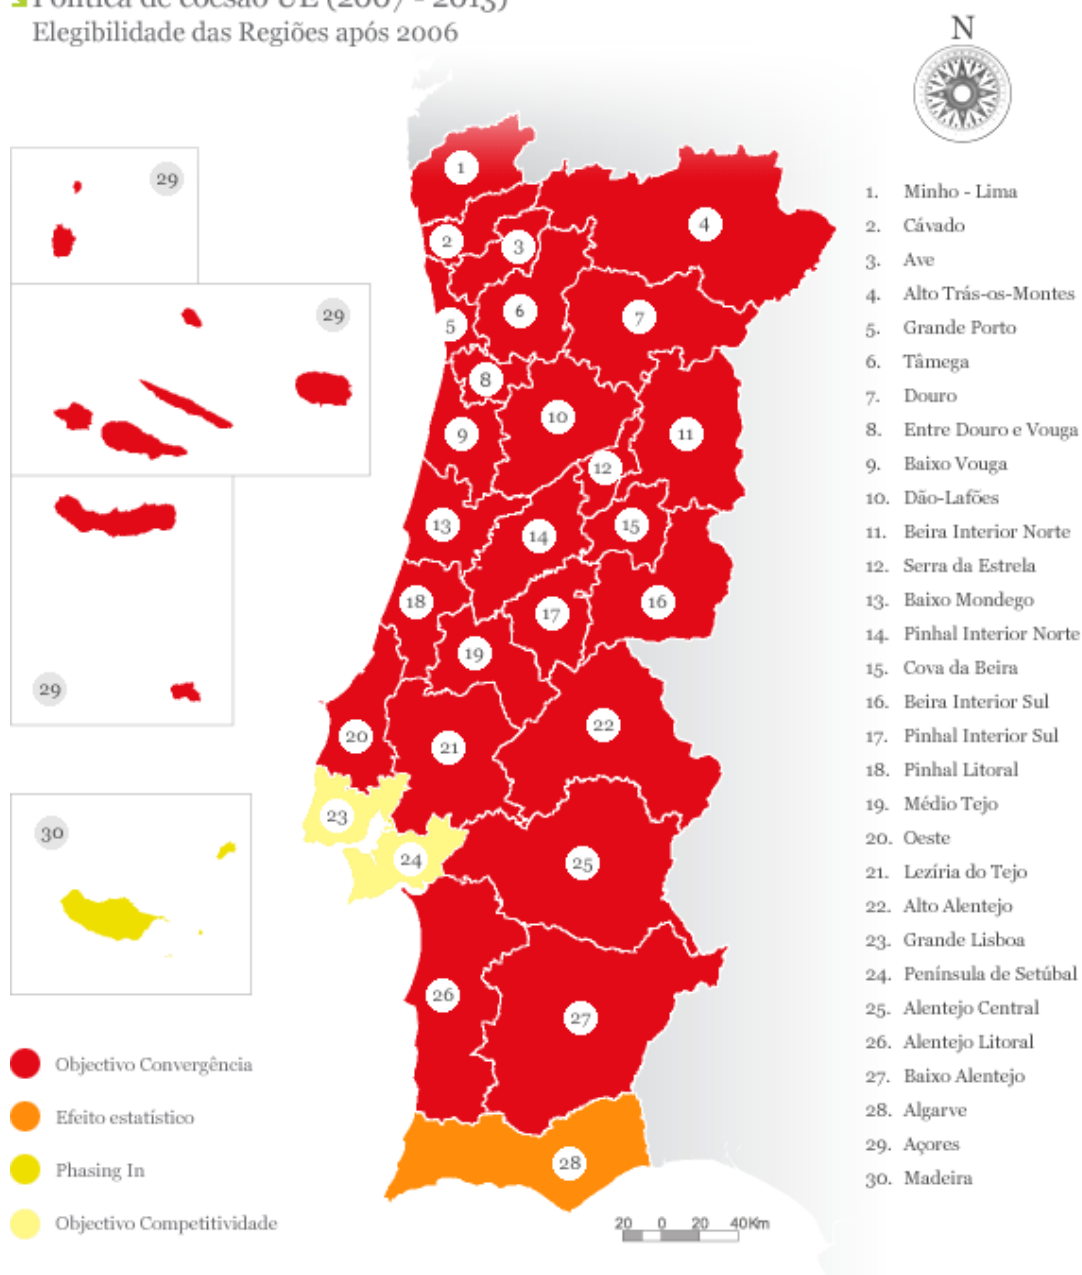 Política de coesão UE (2007 - 2013)
Elegibilidade das Regiões após 2006
N
29
29
29
30
1
2
3
4
5
6
7
8
9
10
11
12
13
14
15
16
17
18
19
20
21
22
23
24
25
26
27
28
1. Minho - Lima
2. Cávado
3. Ave
4. Alto Trás-os-Montes
5. Grande Porto
6. Tâmega
7. Douro
8. Entre Douro e Vouga
9. Baixo Vouga
10. Dão-Lafões
11. Beira Interior Norte
12. Serra da Estrela
13. Baixo Mondego
14. Pinhal Interior Norte
15. Cova da Beira
16. Beira Interior Sul
17. Pinhal Interior Sul
18. Pinhal Litoral
19. Médio Tejo
20. Oeste
21. Lezíria do Tejo
22. Alto Alentejo
23. Grande Lisboa
24. Península de Setúbal
25. Alentejo Central
26. Alentejo Litoral
27. Baixo Alentejo
28. Algarve
29. Açores
30. Madeira
Objectivo Convergência
Efeito estatístico
Phasing In
Objectivo Competitividade
20 0 20 40Km